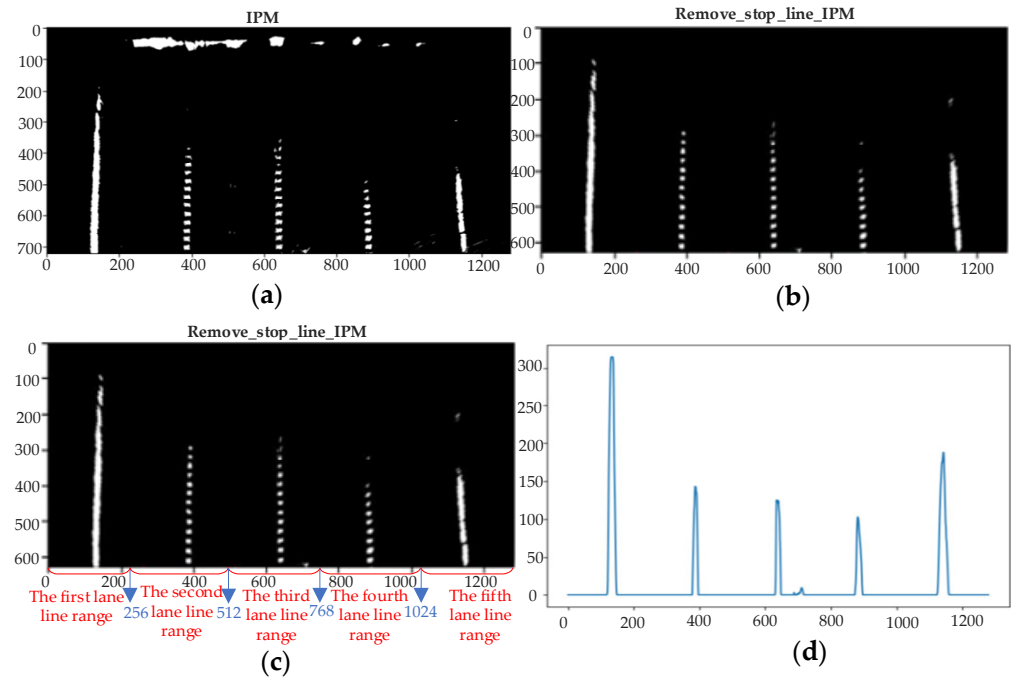 IPM
0
100
200
300
400
500
600
700
0 200 400 600 800 1000 1200
(a)
Remove_stop_line_IPM
0
100
200
300
400
500
600
0 200 400 600 800 1000 1200
(b)
Remove_stop_line_IPM
0
100
200
300
400
500
600
0 200 400 600 800 1000 1200
The first lane
line range
256
The second
lane line
range
512
The third
lane line
range
768
The fourth
lane line
range
1024
The fifth
lane line
range
(c)
300
250
200
150
100
50
0
0 200 400 600 800 1000 1200
(d)